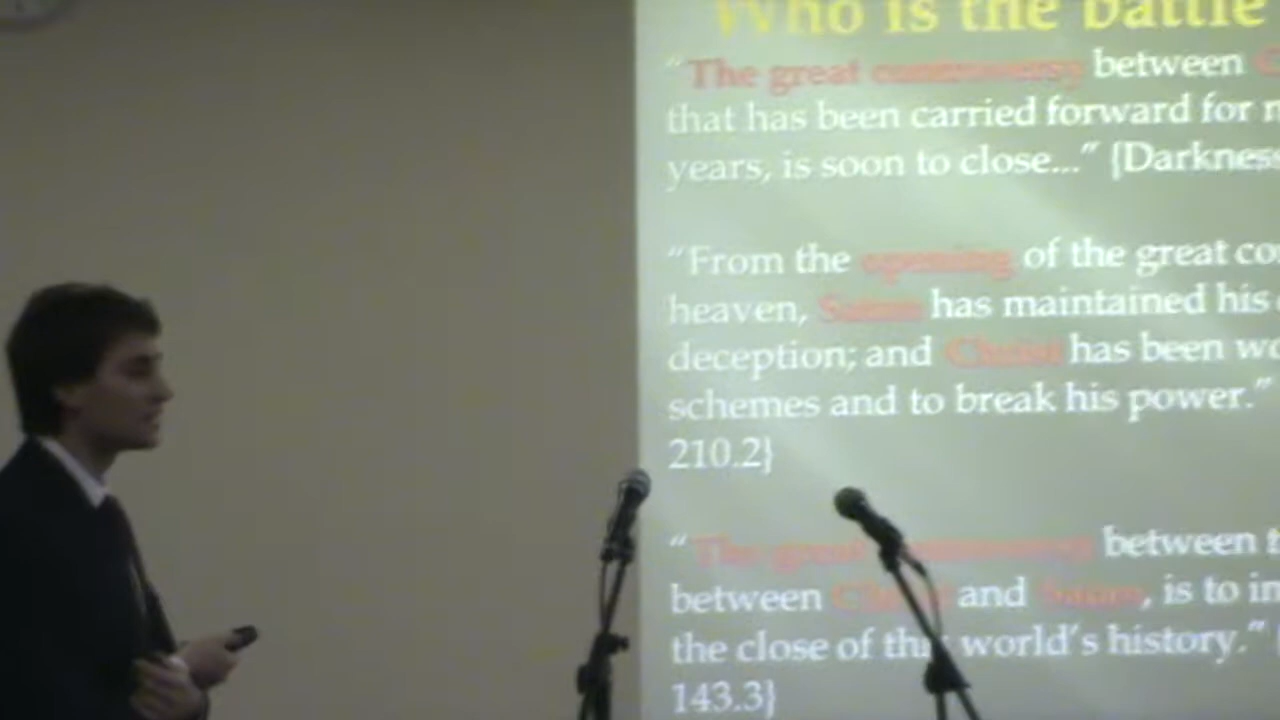 Who is the battle
“The great controversy between
that has been carried forward for
years, is soon to close...” {Darkness
“From the opening of the great
heaven, Satan has maintained his
deception; and Christ has been
schemes and to break his power.”
210.2}
“The great controversy between
between Christ and Satan, is to
the close of this world’s history.”
143.3}